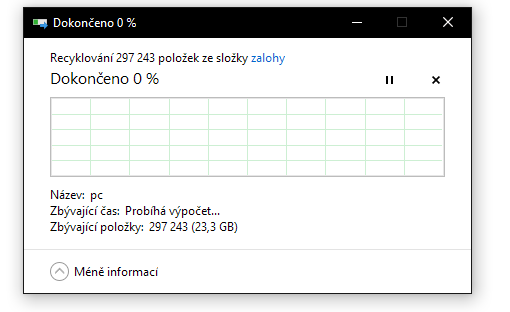 Dokončeno 0 %
Recyklování 297 243 položek ze složky zalohy
Dokončeno 0 %
Název: pc
Zbývající čas: Probíhá výpočet...
Zbývající položky: 297 243 (23,3 GB)
Méně informací